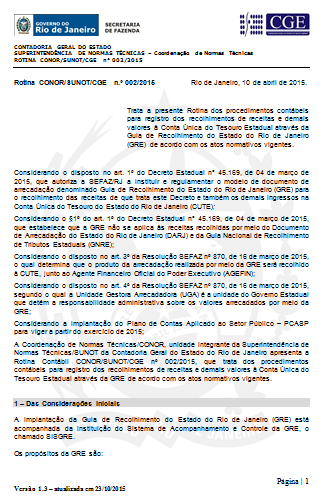 GOVERNO DO
Rio de Janeiro
SECRETARIA
DE FAZENDA
CGE
CONTADORIA GERAL DO ESTADO
SUPERINTENDÊNCIA DE NORMAS TÉCNICAS – Coordenação de Normas Técnicas
ROTINA CONOR/SUNOT/CGE nº 002/2015
Rotina CONOR/SUNOT/CGE n.º 002/2015 Rio de Janeiro, 10 de abril de 2015.
Trata a presente Rotina dos procedimentos contábeis
para registro dos recolhimentos de receitas e demais
valores à Conta Única do Tesouro Estadual através da
Guia de Recolhimento do Estado do Rio de Janeiro
(GRE) de acordo com os atos normativos vigentes.
Considerando o disposto no art. 1º do Decreto Estadual n° 45.169, de 04 de março de
2015, que autoriza a SEFAZ/RJ a instituir e regulamentar o modelo de documento de
arrecadação denominado Guia de Recolhimento do Estado do Rio de Janeiro (GRE) para
o recolhimento das receitas de que trata este Decreto e também os demais ingressos na
Conta Única do Tesouro do Estado do Rio de Janeiro (CUTE);
Considerando o §1º do art. 1º do Decreto Estadual n° 45.169, de 04 de março de 2015,
que estabelece que a GRE não se aplica às receitas recolhidas por meio do Documento
de Arrecadação do Estado do Rio de Janeiro (DARJ) e da Guia Nacional de Recolhimento
de Tributos Estaduais (GNRE);
Considerando o disposto no art. 3º da Resolução SEFAZ nº 870, de 16 de março de 2015,
o qual determina que o produto da arrecadação realizada por meio da GRE será recolhido
à CUTE, junto ao Agente Financeiro Oficial do Poder Executivo (AGEFIN);
Considerando o disposto no art. 4º da Resolução SEFAZ nº 870, de 16 de março de 2015,
segundo o qual a Unidade Gestora Arrecadadora (UGA) é a unidade do Governo Estadual
que detém a responsabilidade administrativa sobre os valores arrecadados por meio da
GRE;
Considerando a implantação do Plano de Contas Aplicado ao Setor Público – PCASP
para viger a partir do exercício de 2015;
A Coordenação de Normas Técnicas/CONOR, unidade integrante da Superintendência de
Normas Técnicas/SUNOT da Contadoria Geral do Estado do Rio de Janeiro apresenta a
Rotina Contábil CONOR/SUNOT/CGE nº 002/2015, que trata dos procedimentos
contábeis para registro dos recolhimentos de receitas e demais valores à Conta Única do
Tesouro Estadual através da GRE de acordo com os atos normativos vigentes.
1 – Das Considerações Iniciais
A implantação da Guia de Recolhimento do Estado do Rio de Janeiro (GRE) está
acompanhada da instituição do Sistema de Acompanhamento e Controle da GRE, o
chamado SISGRE.
Os propósitos da GRE são:
Página | 1
Versão 1.3 – atualizada em 23/10/2015